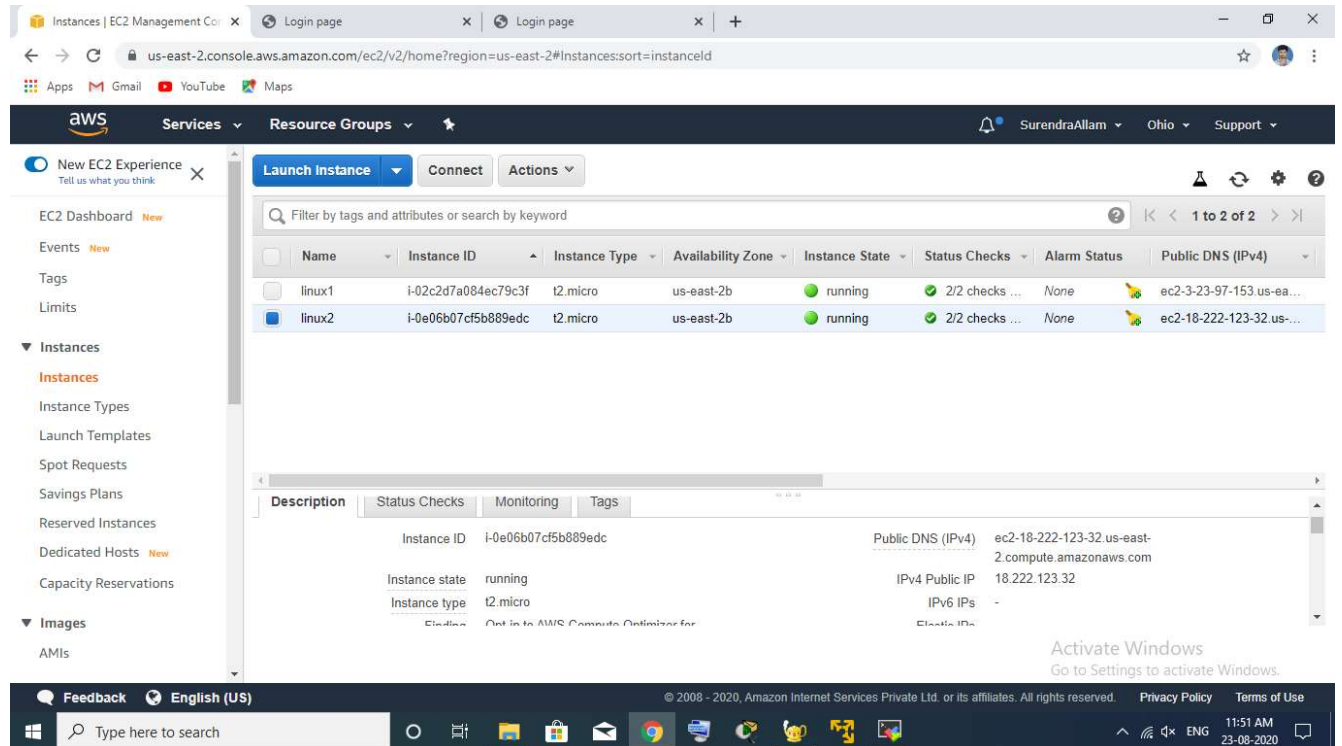 Instances | EC2 Management Co
Login page
Login page
us-east-2.console.aws.amazon.com/ec2/v2/home?region=us-east-2#Instances:sort=instanceId
Apps Gmail YouTube Maps
aws Services Resource Groups SurendraAllam Ohio Support
New EC2 Experience
Tell us what you think
Launch Instance Connect Actions
EC2 Dashboard New
Events New
Tags
Limits
Instances
Instances
Instance Types
Launch Templates
Spot Requests
Savings Plans
Reserved Instances
Dedicated Hosts New
Capacity Reservations
Images
AMIs
Filter by tags and attributes or search by keyword 1 to 2 of 2
Name Instance ID Instance Type Availability Zone Instance State Status Checks Alarm Status Public DNS (IPv4)
linux1 i-02c2d7a084ec79c3f t2.micro us-east-2b running 2/2 checks ... None ec2-3-23-97-153.us-ea...
linux2 i-0e06b07cf5b889edc t2.micro us-east-2b running 2/2 checks ... None ec2-18-222-123-32.us-...
Description Status Checks Monitoring Tags
Instance ID i-0e06b07cf5b889edc Public DNS (IPv4) ec2-18-222-123-32.us-east-
2.compute.amazonaws.com
Instance state running IPv4 Public IP 18.222.123.32
Instance type t2.micro IPv6 IPs -
Finding Opt-in to AWS Compute Optimizer for Elastic IPs
Activate Windows
Go to Settings to activate Windows.
Feedback English (US) © 2008 - 2020, Amazon Internet Services Private Ltd. or its affiliates. All rights reserved. Privacy Policy Terms of Use
Type here to search ENG 11:51 AM
23-08-2020